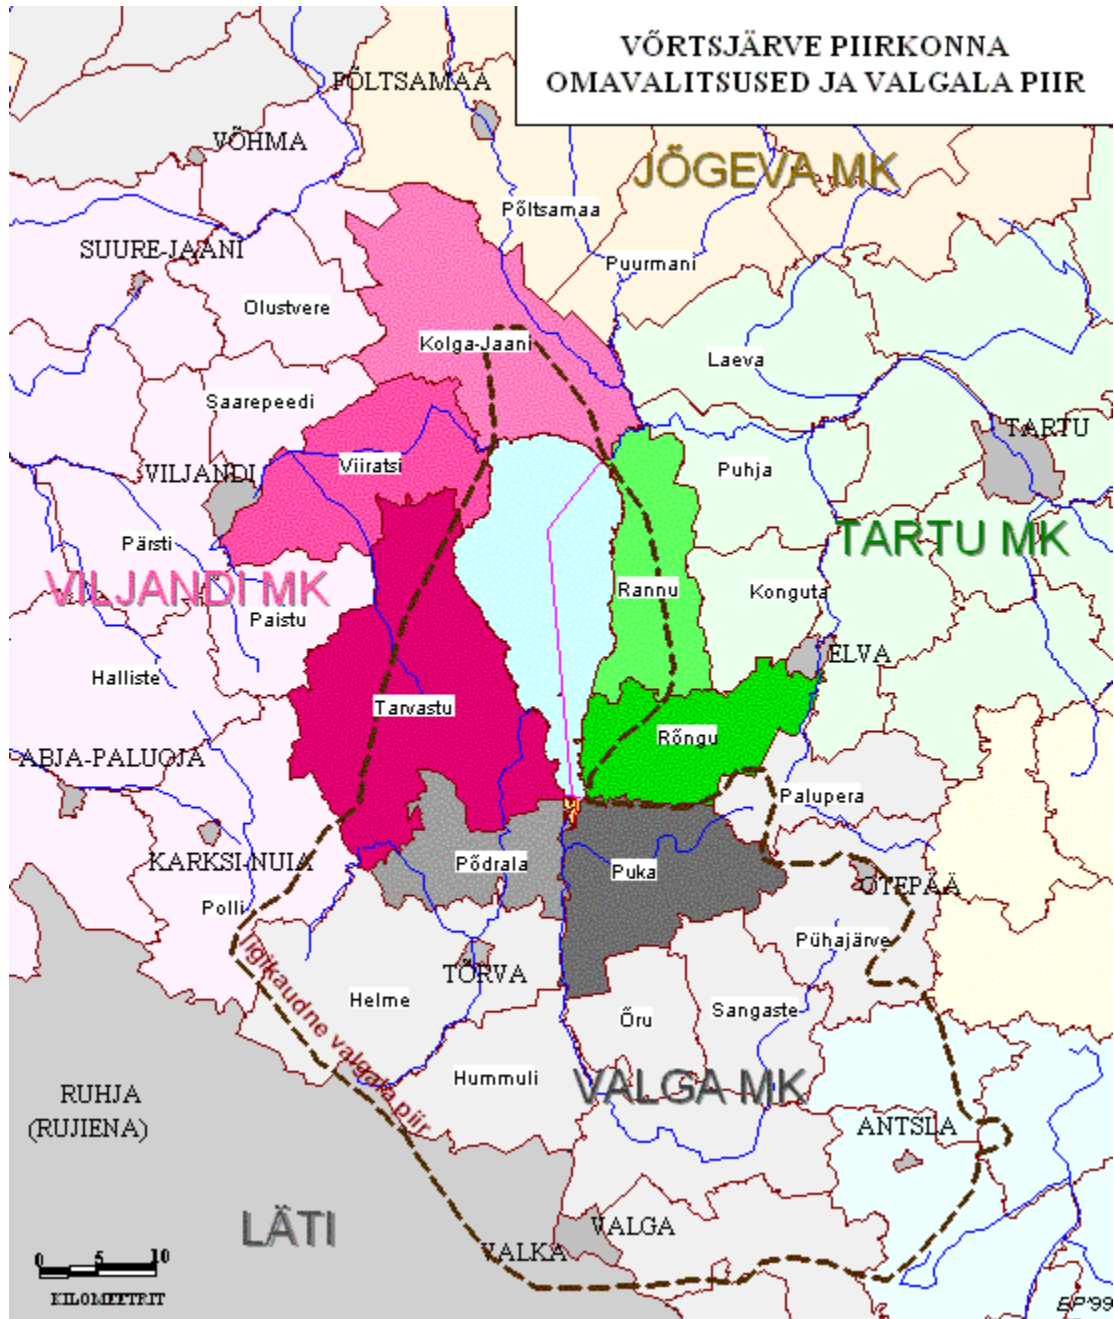 VÕRTSJÄRVE PIIRKONNA
OMAVALITSUSED JA VALGALA PIIR
PÕLTSAMAA
VÕHMA
JÕGEVA MK
Põltsamaa
SUURE-JAANI
Puurmani
Olustvere
Kolga-Jaani
Laeva
Saarepeedi
TARTU
Viiratsi
Puhja
VILJANDI
Pärsti
TARTU MK
VILJANDI MK
Rannu
Konguta
Paistu
ELVA
Halliste
Tarvastu
Rõngu
ABJA-PALUOJA
Palupera
KARKSI-NUIA
Põdrala
Puka
OTEPÄÄ
Polli
Pühajärve
ligikaudne valgala piir
TÕRVA
Helme
Õru
Sangaste
Hummuli
VALGA MK
RUHJA
(RUJIENA)
ANTSLA
LÄTI
VALGA
VALKA
0 5 10
KILOMEETRIT
EP'99